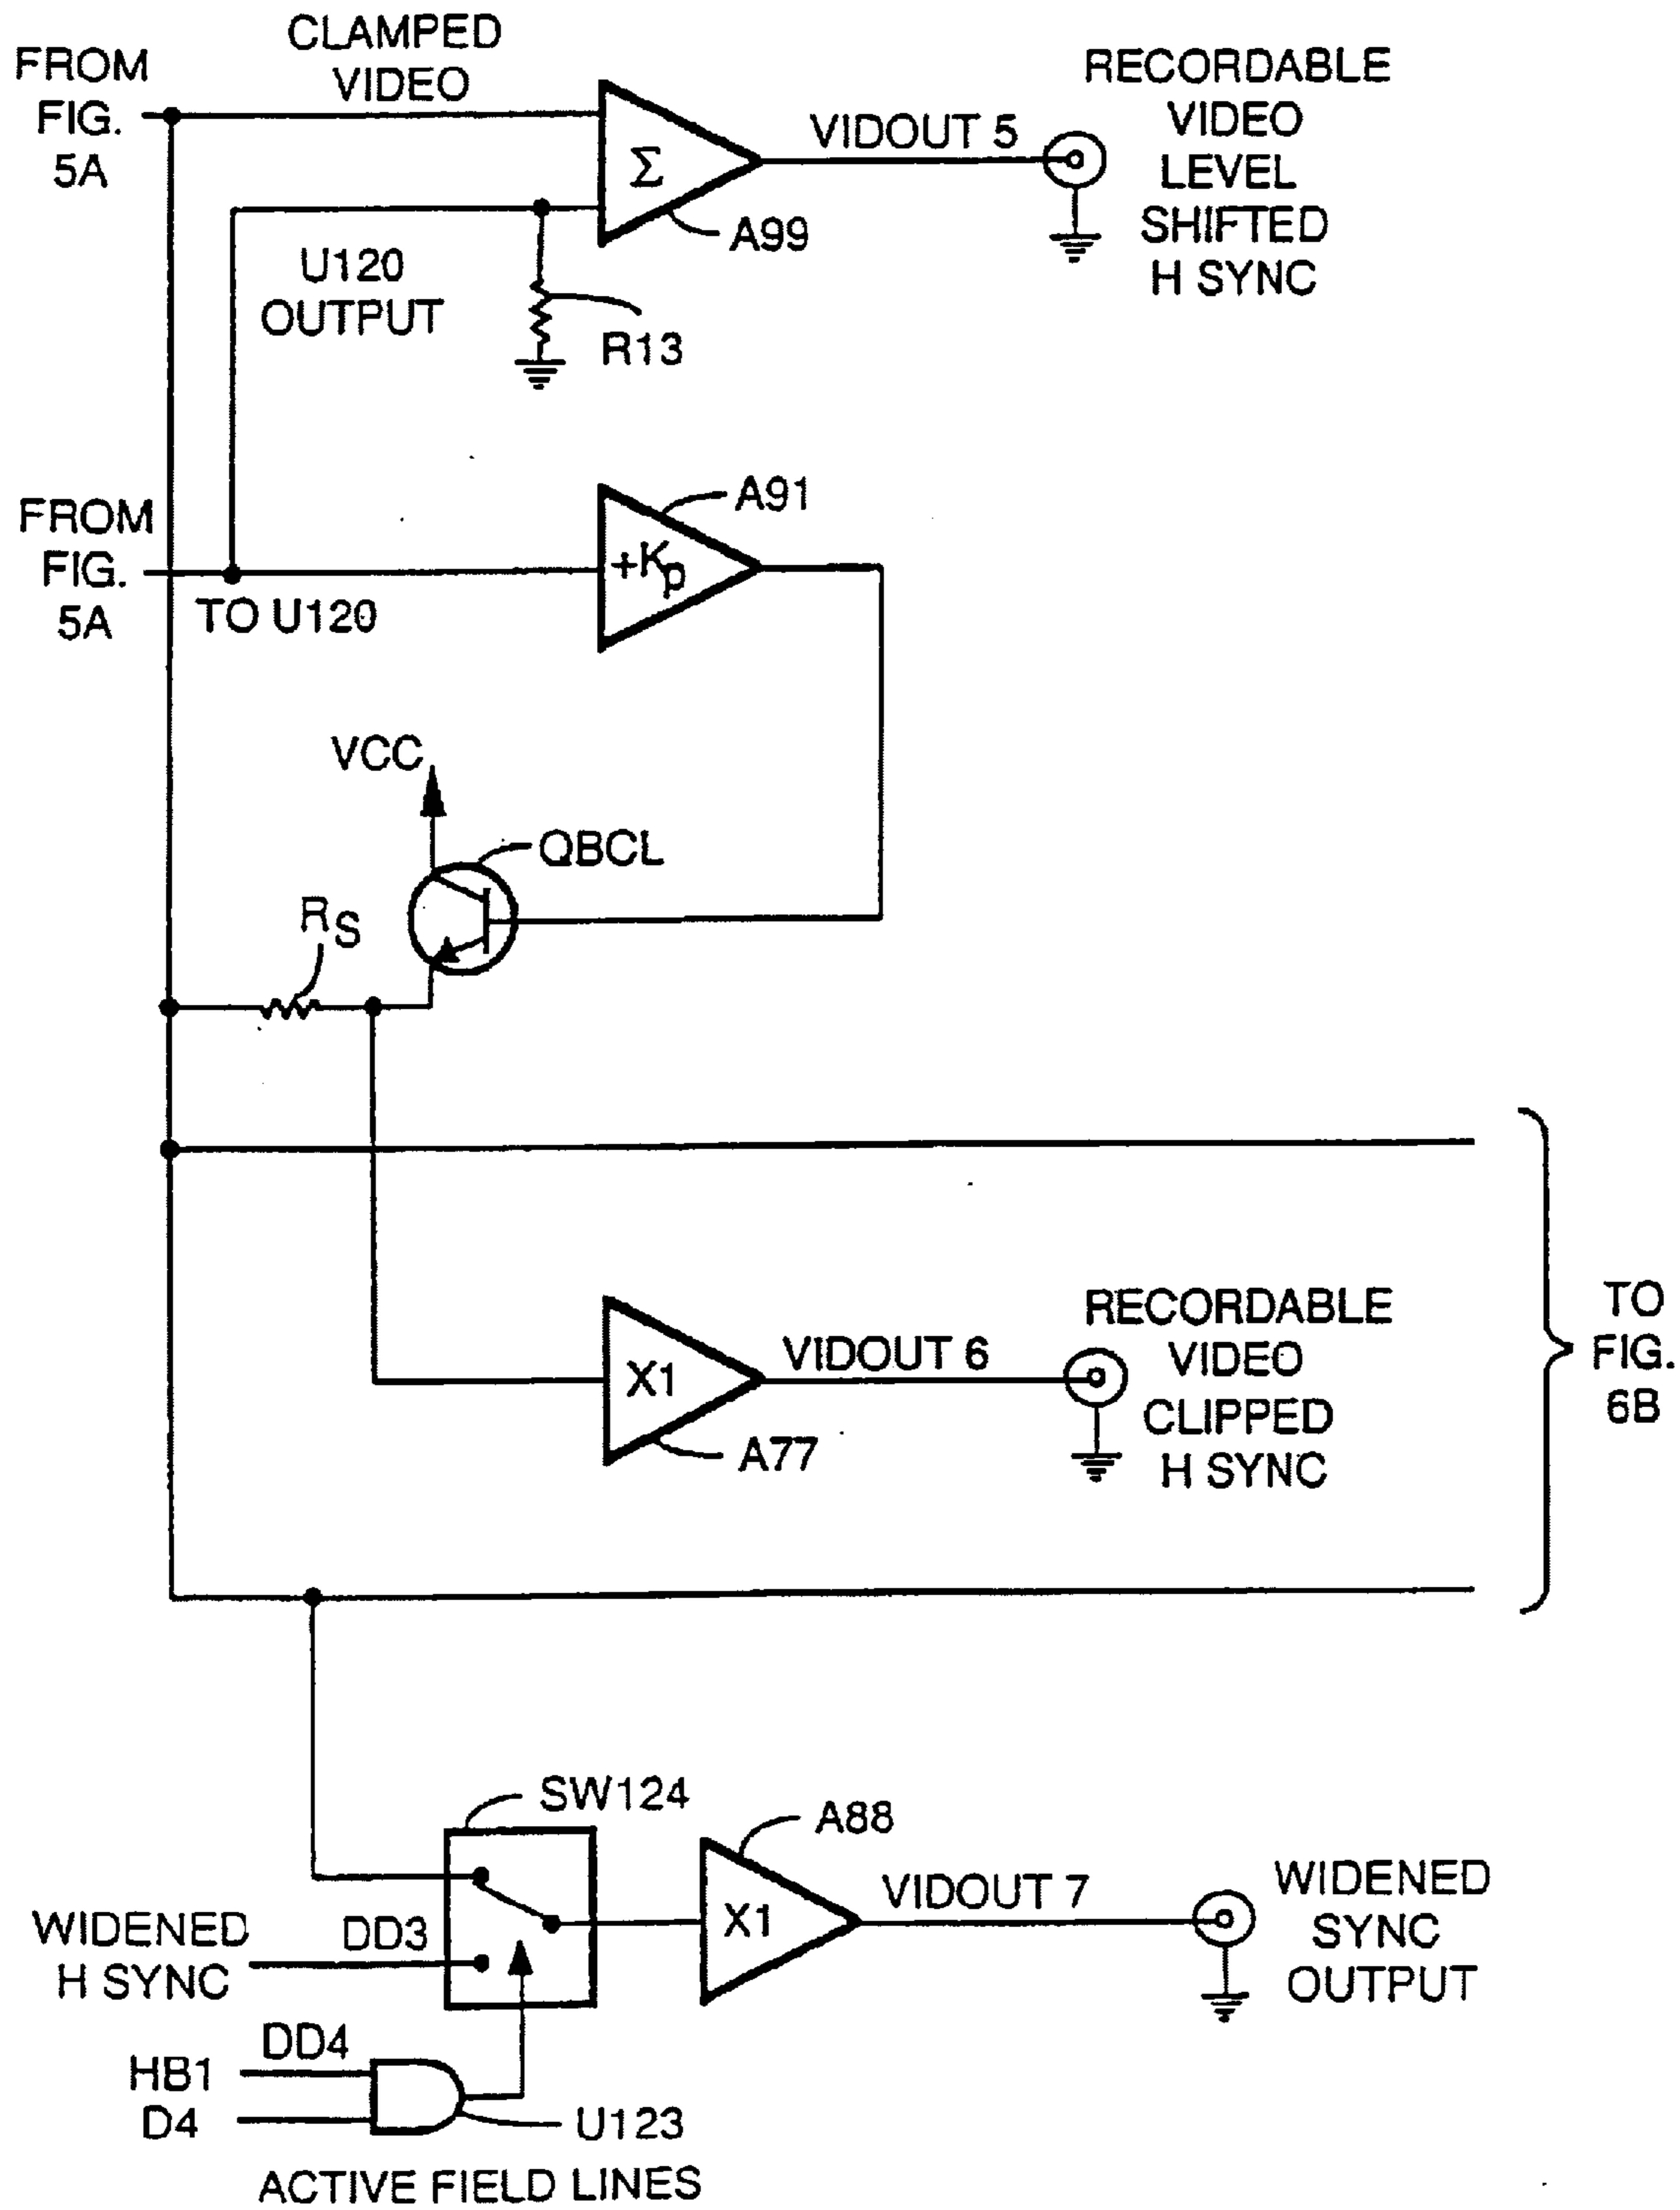 FROM
FIG.
5A
CLAMPED
VIDEO
Σ
A99
VIDOUT 5
RECORDABLE
VIDEO
LEVEL
SHIFTED
H SYNC
U120
OUTPUT
R13
FROM
FIG.
5A
TO U120
+Kp
A91
VCC
QBCL
RS
X1
A77
VIDOUT 6
RECORDABLE
VIDEO
CLIPPED
H SYNC
TO
FIG.
6B
SW124
A88
X1
VIDOUT 7
WIDENED
SYNC
OUTPUT
WIDENED
H SYNC
DD3
DD4
HB1
D4
U123
ACTIVE FIELD LINES